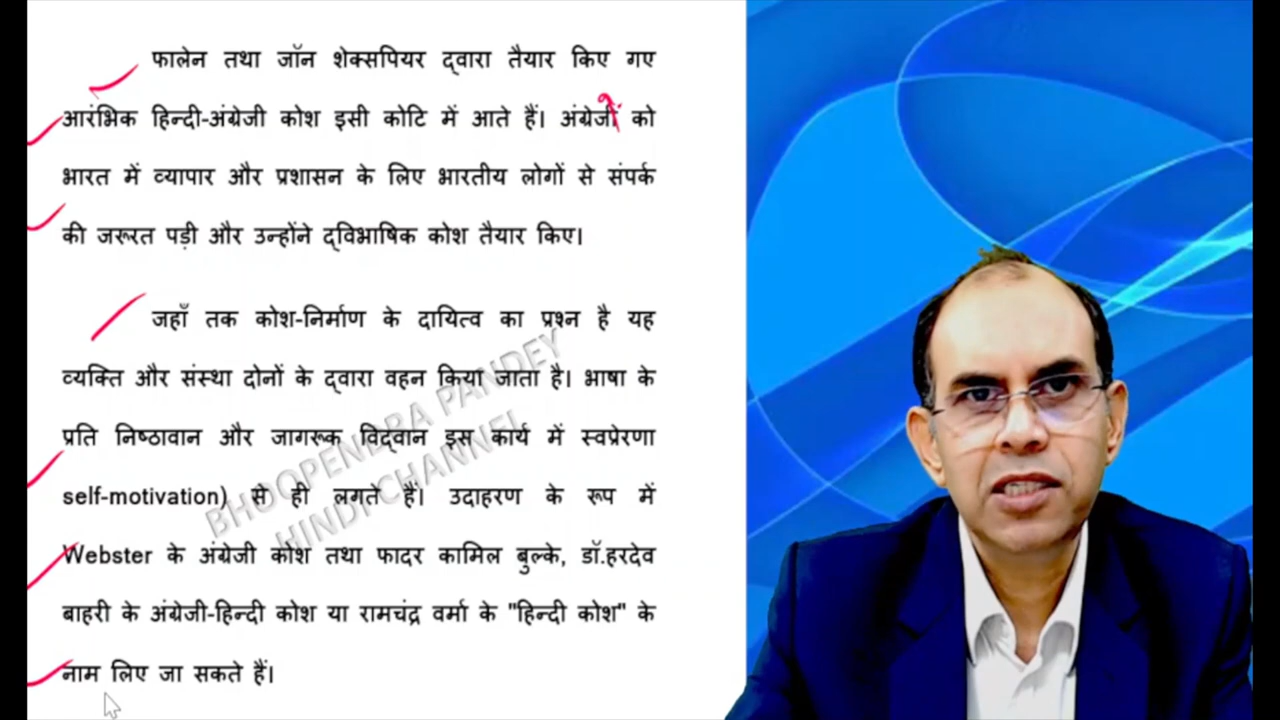 फालेन तथा जॉन शेक्सपियर द्वारा तैयार किए गए
आरंभिक हिन्दी-अंग्रेजी कोश इसी कोटि में आते हैं। अंग्रेजों को
भारत में व्यापार और प्रशासन के लिए भारतीय लोगों से संपर्क
की जरूरत पड़ी और उन्होंने द्विभाषिक कोश तैयार किए।
जहाँ तक कोश-निर्माण के दायित्व का प्रश्न है यह
व्यक्ति और संस्था दोनों के द्वारा वहन किया जाता है। भाषा के
प्रति निष्ठावान और जागरूक विद्वान इस कार्य में स्वप्रेरणा
self-motivation) से ही लगते हैं। उदाहरण के रूप में
Webster के अंग्रेजी कोश तथा फादर कामिल बुल्के, डॉ.हरदेव
बाहरी के अंग्रेजी-हिन्दी कोश या रामचंद्र वर्मा के "हिन्दी कोश" के
नाम लिए जा सकते हैं।
BHOOPENDRA PANDEY
HINDI CHANNEL